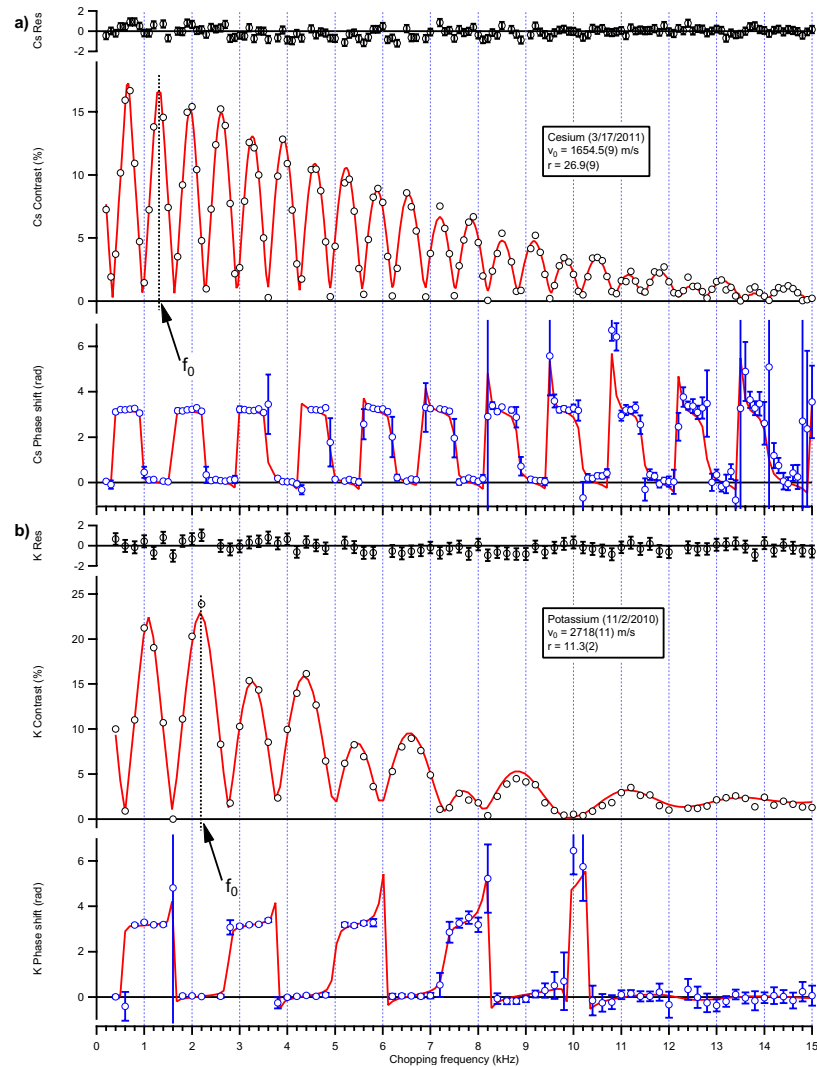 a)
Cs Res
2
0
-2
Cs Contrast (%)
15
10
5
0
Cesium (3/17/2011)
v₀ = 1654.5(9) m/s
r = 26.9(9)
f₀
Cs Phase shift (rad)
6
4
2
0
b)
K Res
2
0
-2
K Contrast (%)
25
20
15
10
5
0
Potassium (11/2/2010)
v₀ = 2718(11) m/s
r = 11.3(2)
f₀
K Phase shift (rad)
6
4
2
0
0 1 2 3 4 5 6 7 8 9 10 11 12 13 14 15
Chopping frequency (kHz)